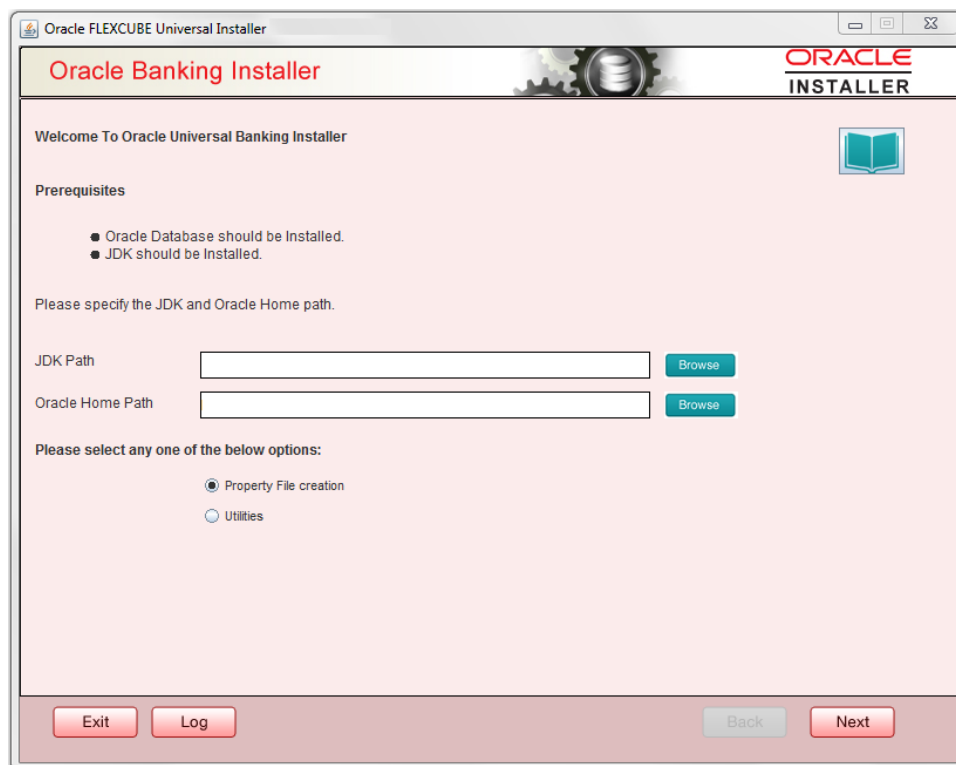 Oracle FLEXCUBE Universal Installer
Oracle Banking Installer
ORACLE
INSTALLER
Welcome To Oracle Universal Banking Installer
Prerequisites
Oracle Database should be Installed.
JDK should be Installed.
Please specify the JDK and Oracle Home path.
JDK Path
Browse
Oracle Home Path
Browse
Please select any one of the below options:
Property File creation
Utilities
Exit Log Back Next